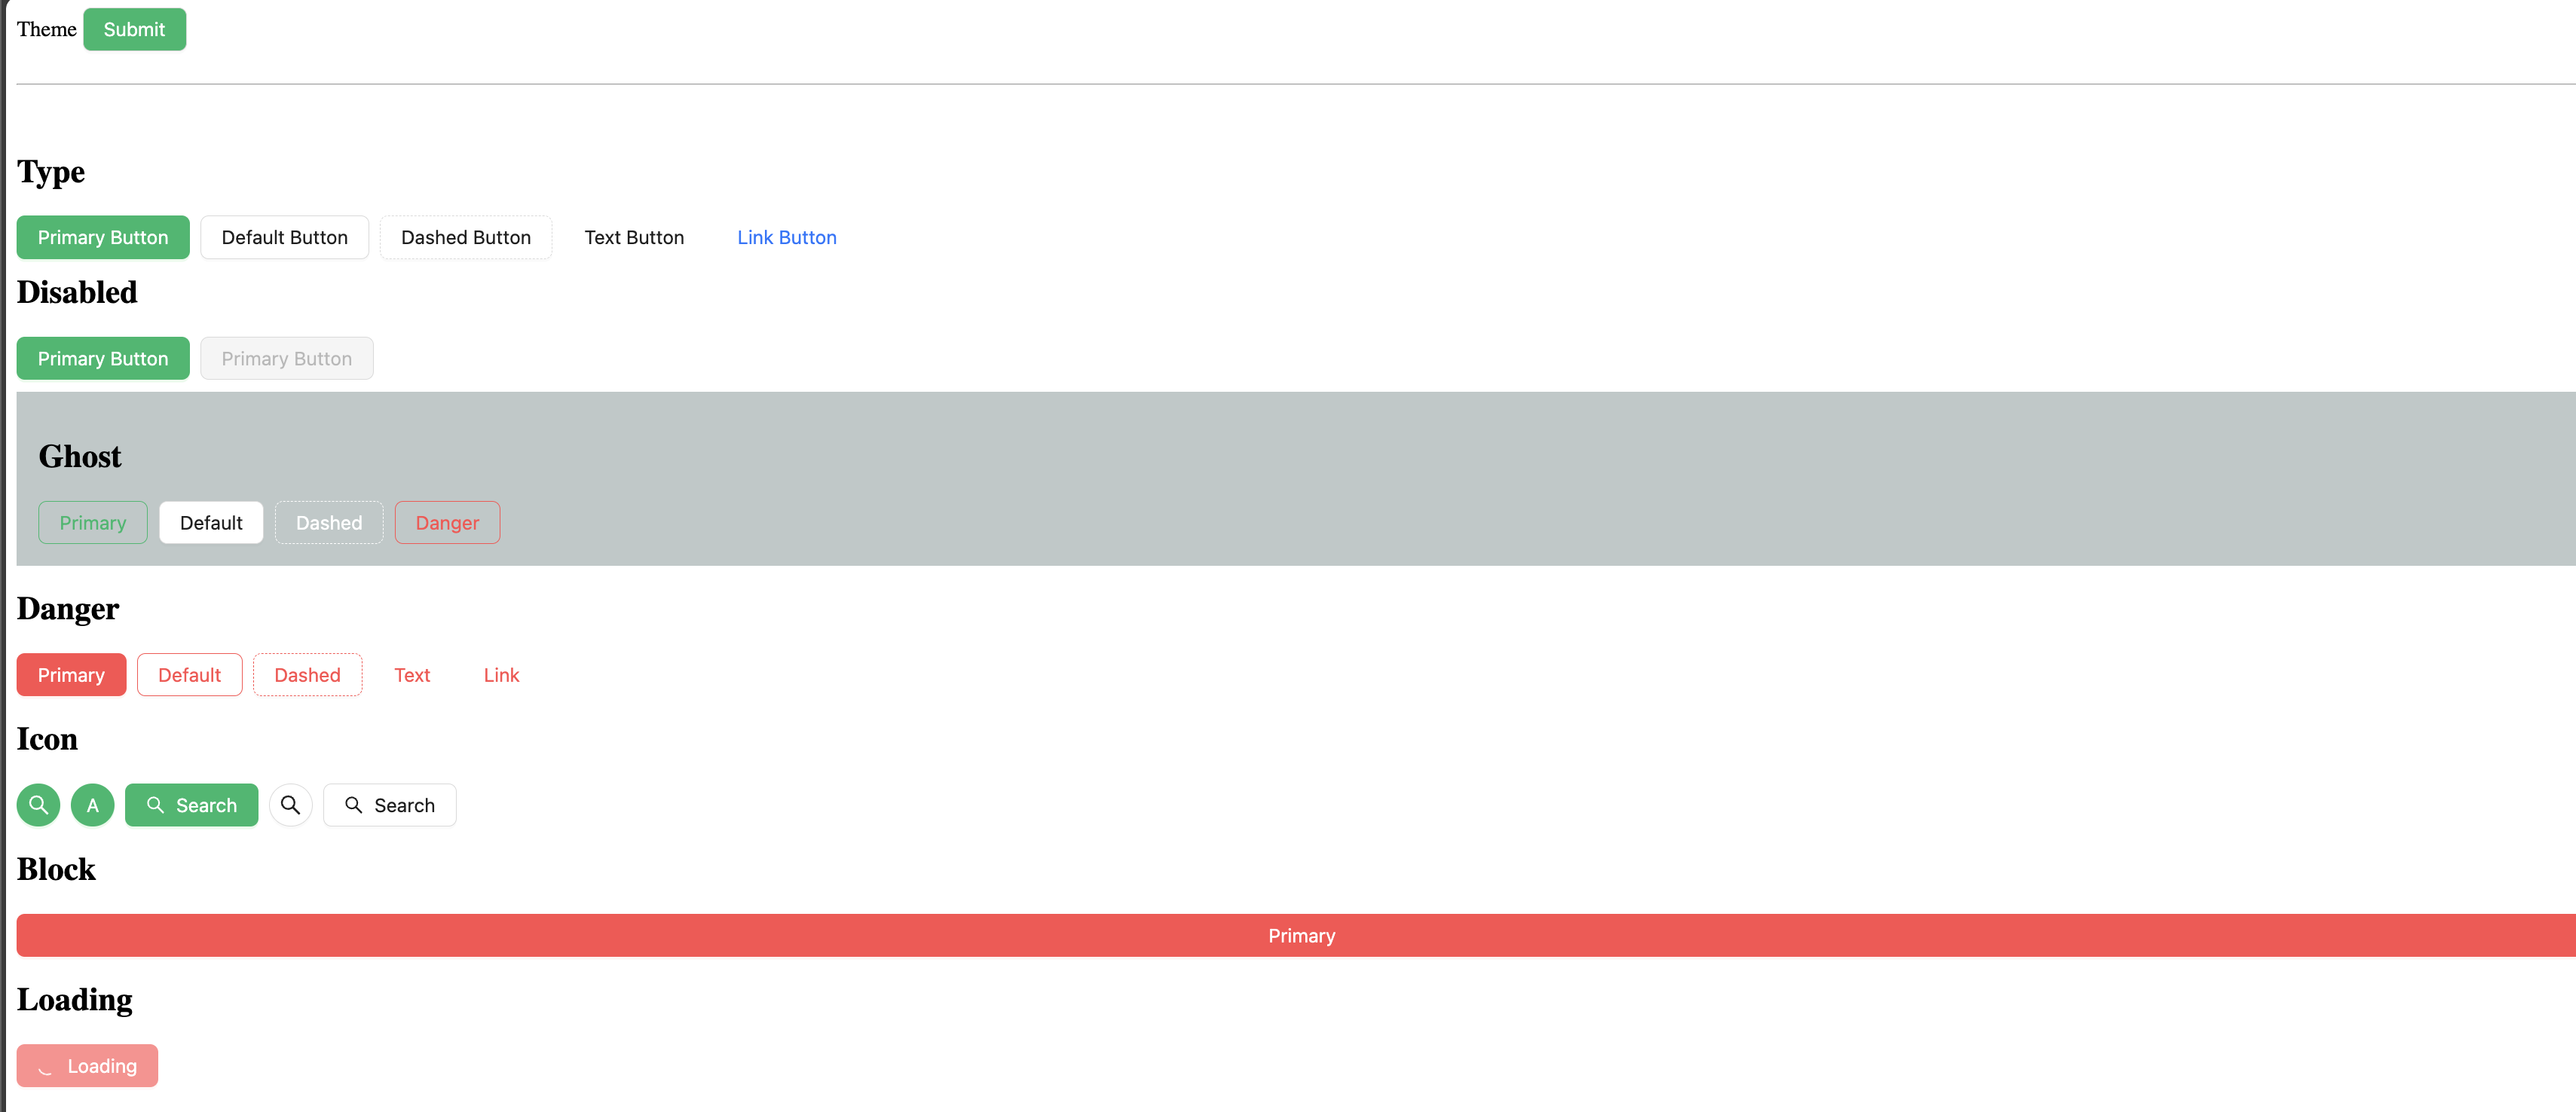 Theme Submit
Type
Primary Button Default Button Dashed Button Text Button Link Button
Disabled
Primary Button Primary Button
Ghost
Primary Default Dashed Danger
Danger
Primary Default Dashed Text Link
Icon
A Search Search
Block
Primary
Loading
Loading